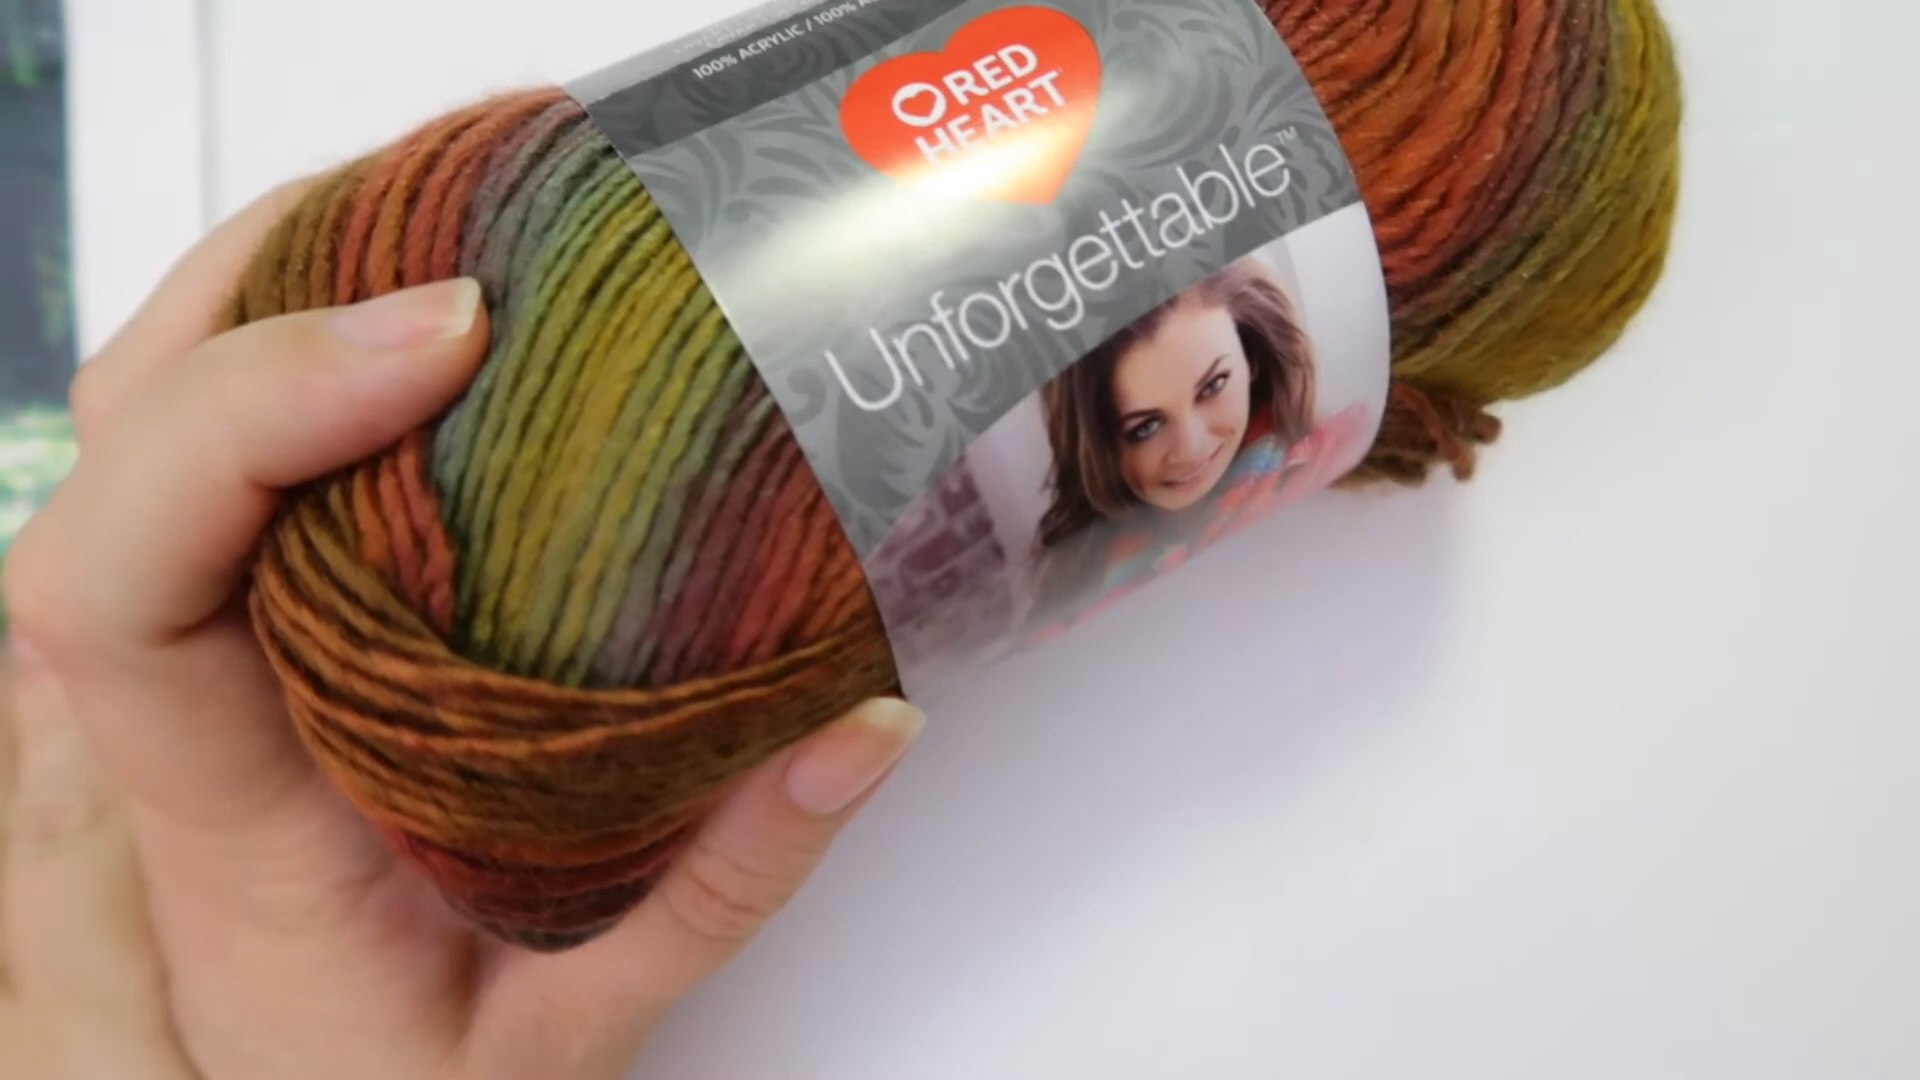 100% ACRYLIC / 100%
RED
HEART
Unforgettable™